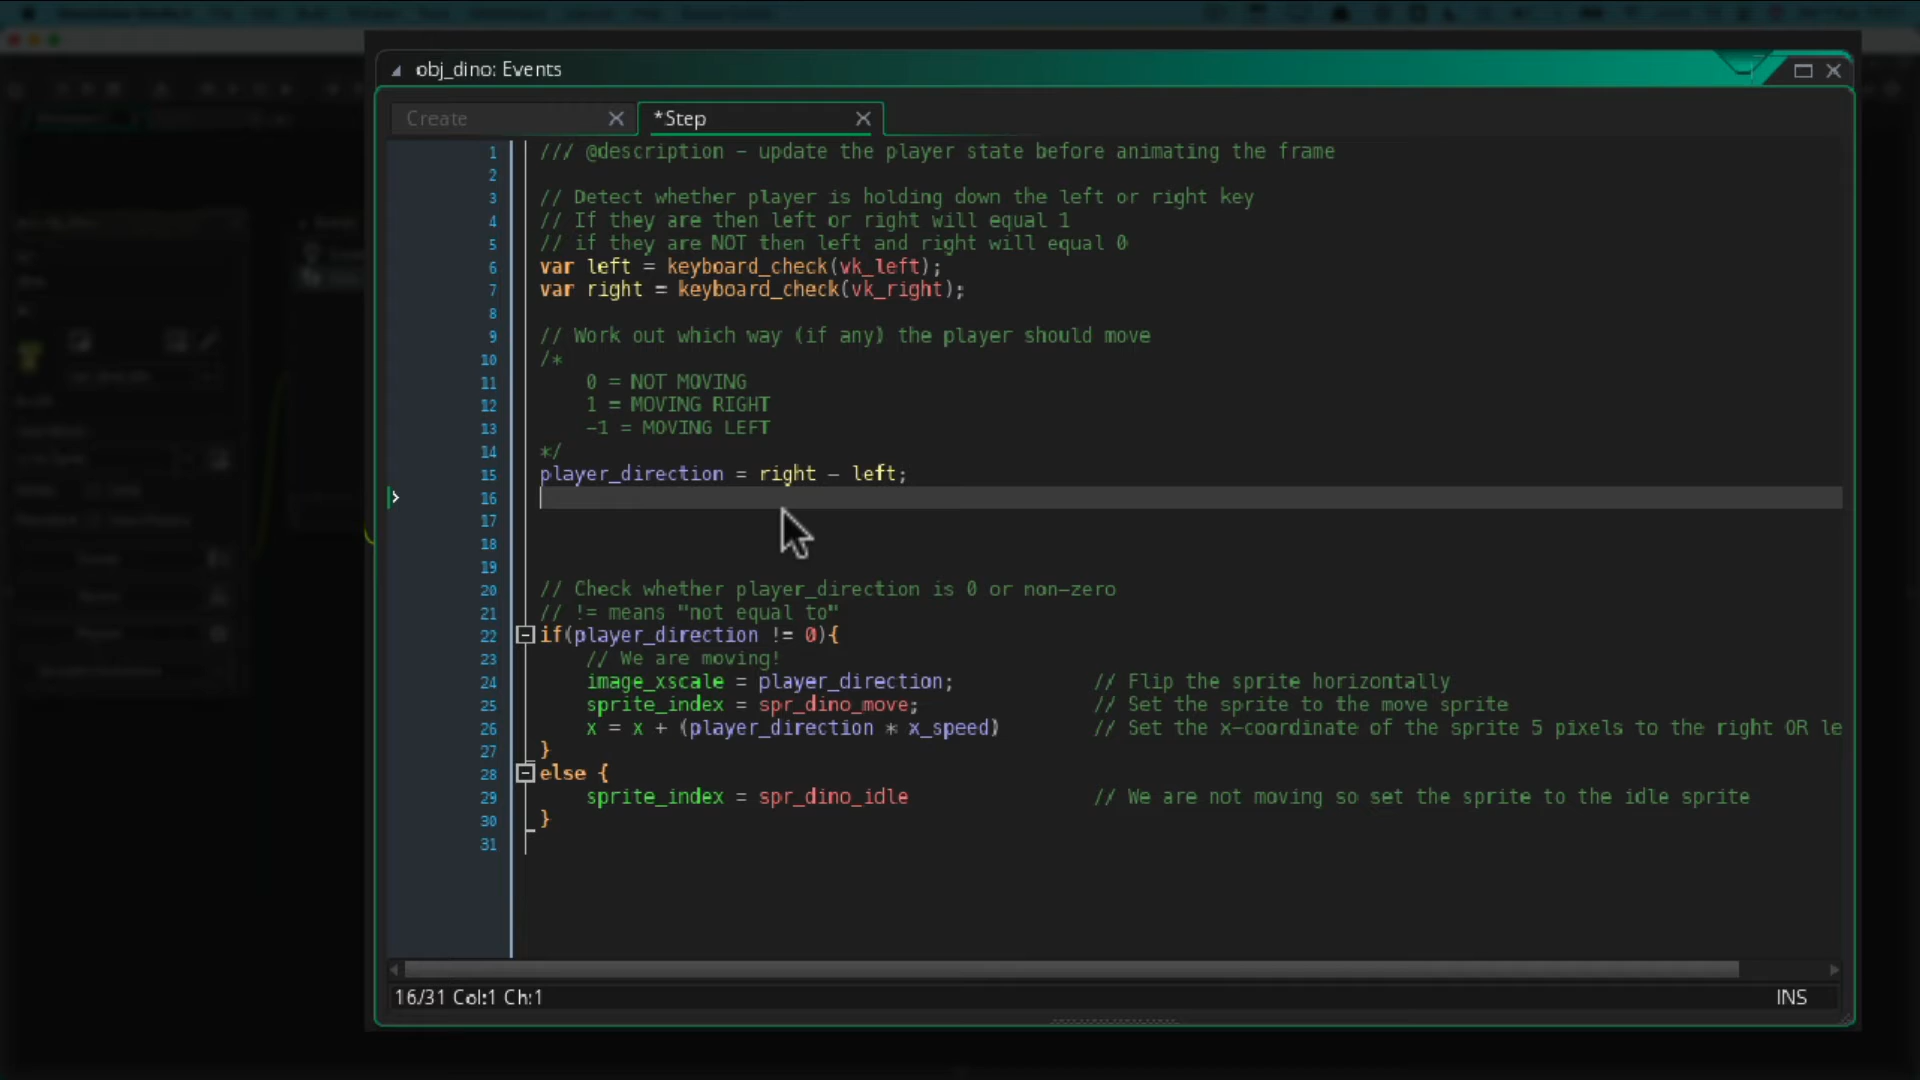 obj_dino: Events
Create
*Step
1 /// @description - update the player state before animating the frame
2
3 // Detect whether player is holding down the left or right key
4 // If they are then left or right will equal 1
5 // if they are NOT then left and right will equal 0
6 var left = keyboard_check(vk_left);
7 var right = keyboard_check(vk_right);
8
9 // Work out which way (if any) the player should move
10 /*
11 0 = NOT MOVING
12 1 = MOVING RIGHT
13 -1 = MOVING LEFT
14 */
15 player_direction = right - left;
16
17
18
19
20 // Check whether player_direction is 0 or non-zero
21 // != means "not equal to"
22 if(player_direction != 0){
23 // We are moving!
24 image_xscale = player_direction; // Flip the sprite horizontally
25 sprite_index = spr_dino_move; // Set the sprite to the move sprite
26 x = x + (player_direction * x_speed) // Set the x-coordinate of the sprite 5 pixels to the right OR le
27 }
28 else {
29 sprite_index = spr_dino_idle // We are not moving so set the sprite to the idle sprite
30 }
31
16/31 Col:1 Ch:1 INS